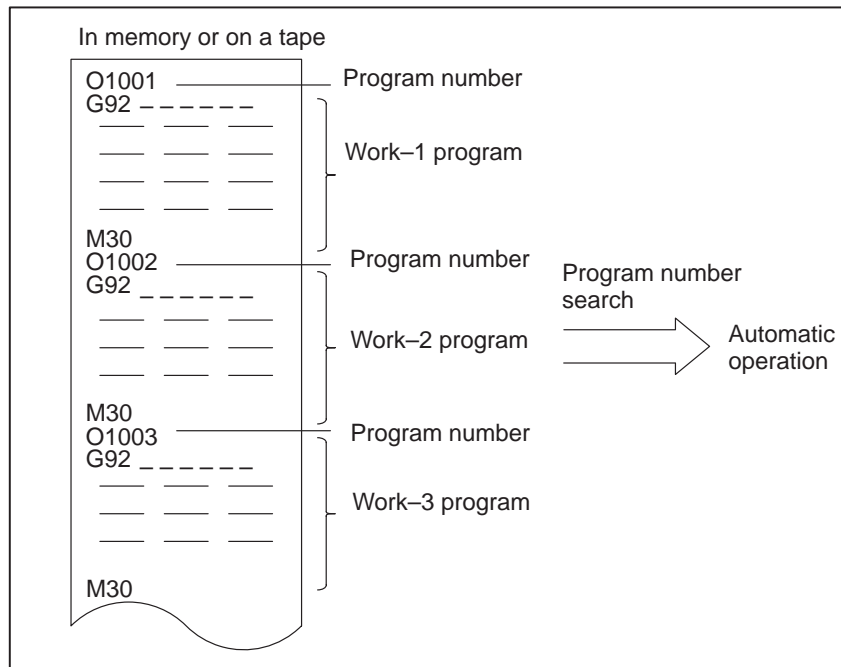 In memory or on a tape
O1001
Program number
G92
Work–1 program
M30
O1002
Program number
G92
Program number
search
Work–2 program
Automatic
operation
M30
O1003
Program number
G92
Work–3 program
M30